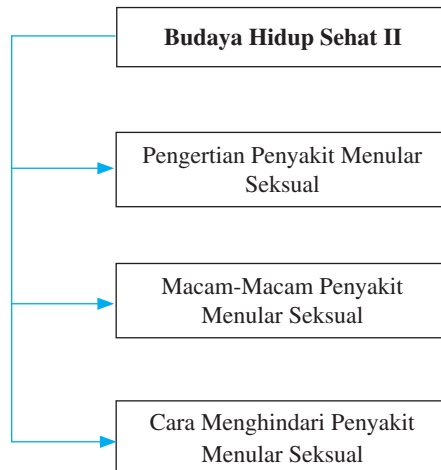 Budaya Hidup Sehat II
Pengertian Penyakit Menular
Seksual
Macam-Macam Penyakit
Menular Seksual
Cara Menghindari Penyakit
Menular Seksual